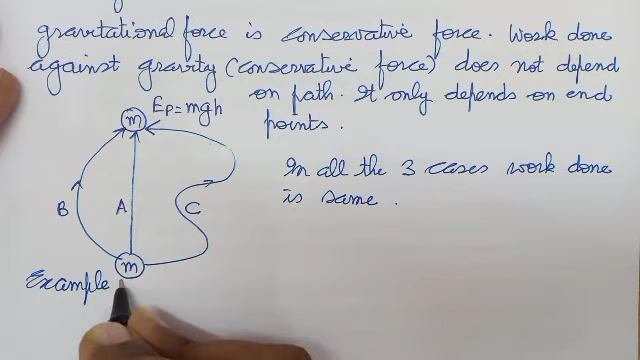 gravitational force is conservative force. Work done
against gravity (conservative force) does not depend
on path. It only depends on end
points.
m Ep=mgh
In all the 3 cases work done
is same.
B A C
m
Example